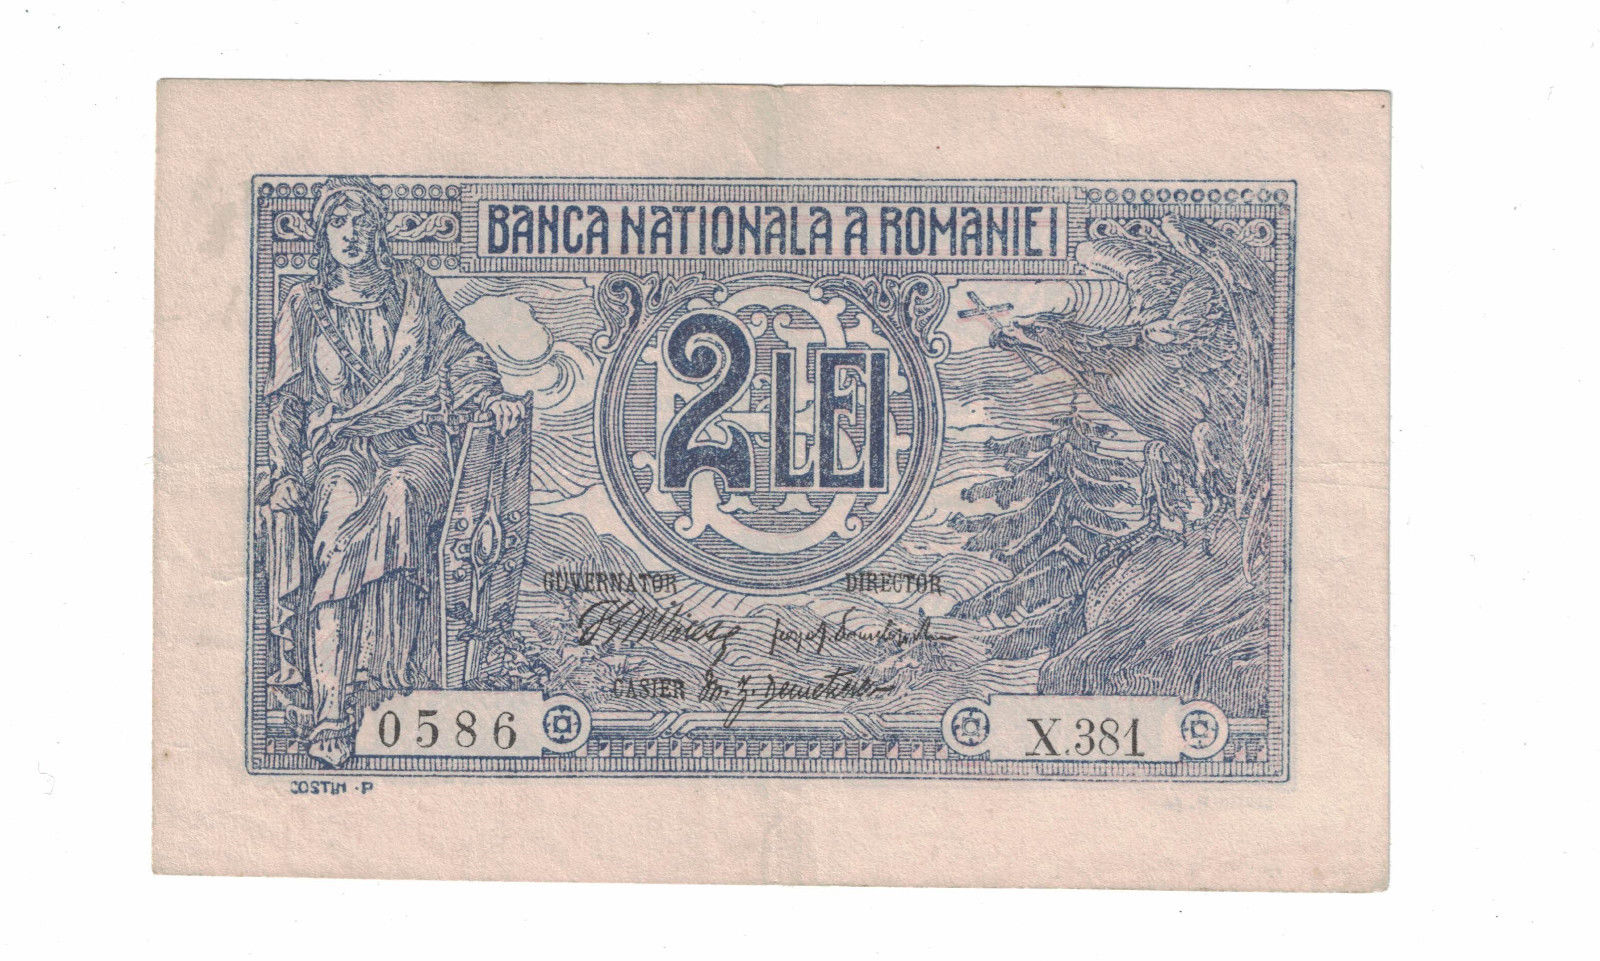 BANCA NATIONALA A ROMANIEI
2 LEI
GUVERNATOR DIRECTOR
CASIER
0586 X.381
COSTIN · P